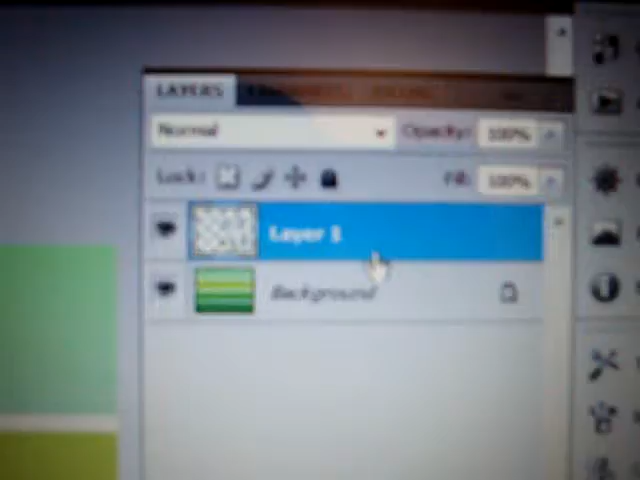 LAYERS
Normal Opacity: 100%
Lock: Fill: 100%
Layer 1
Background